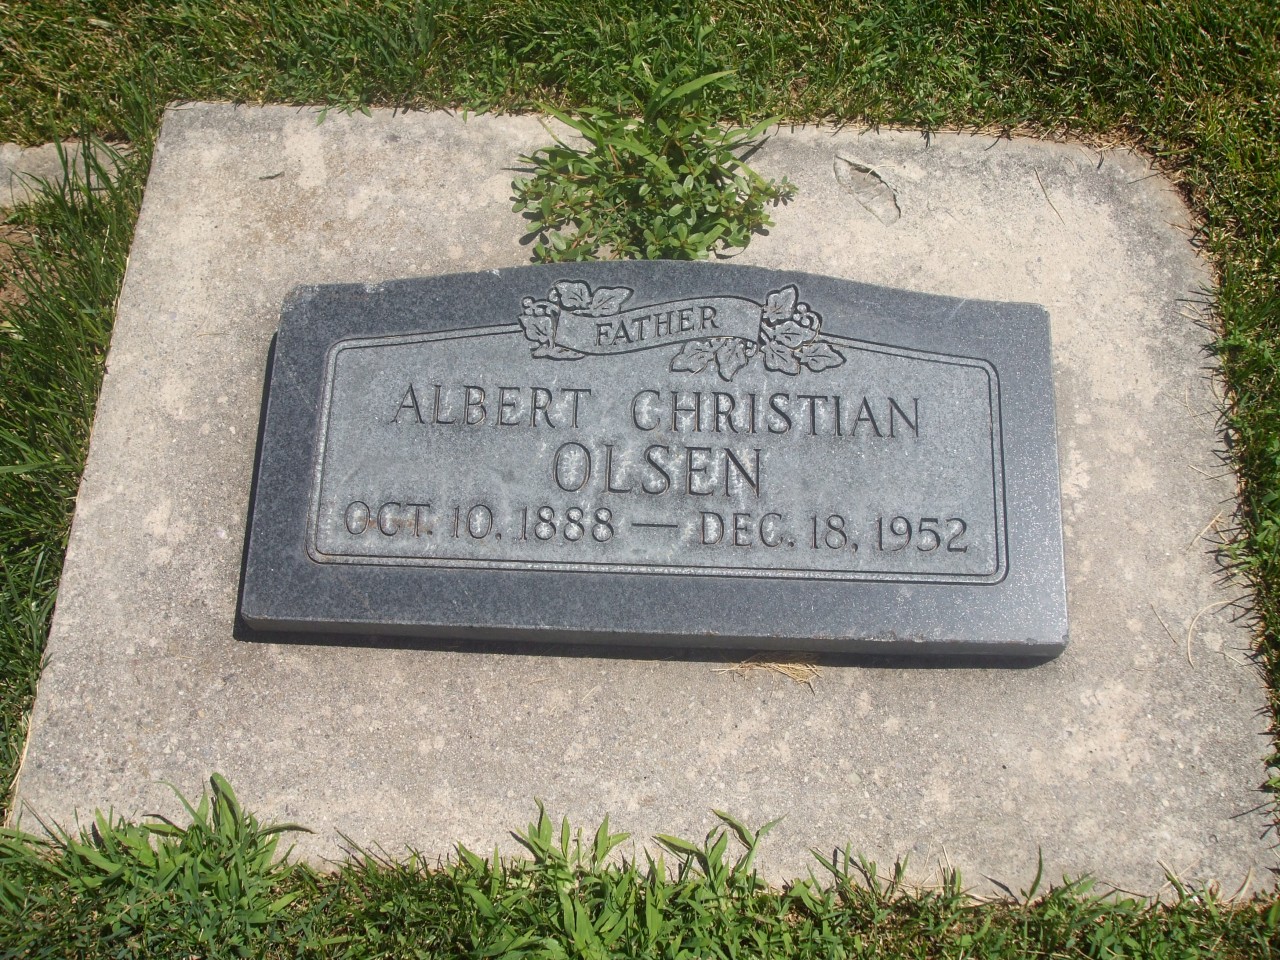 FATHER
ALBERT CHRISTIAN
OLSEN
OCT. 10, 1888 — DEC. 18, 1952